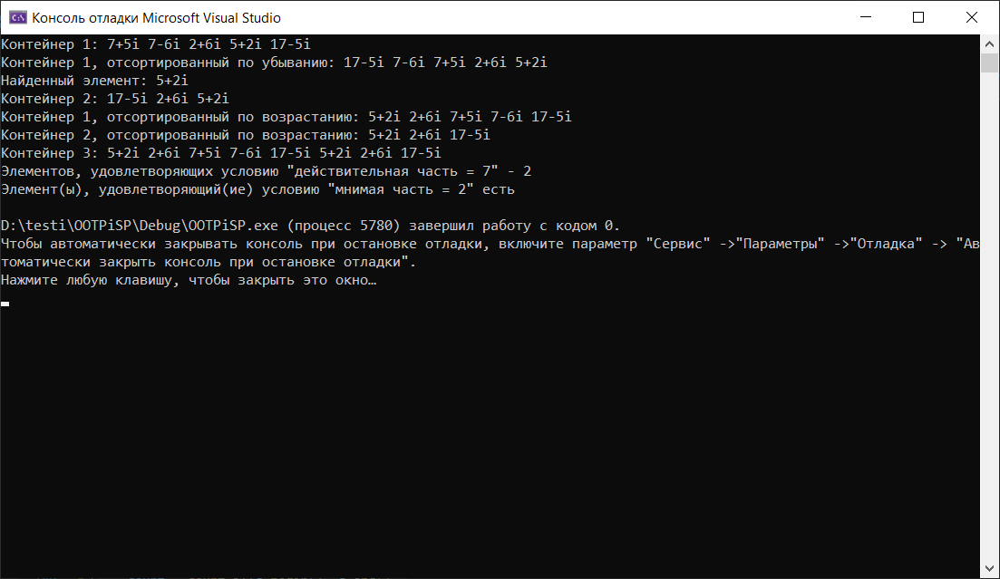 Консоль отладки Microsoft Visual Studio
Контейнер 1: 7+5i 7-6i 2+6i 5+2i 17-5i
Контейнер 1, отсортированный по убыванию: 17-5i 7-6i 7+5i 2+6i 5+2i
Найденный элемент: 5+2i
Контейнер 2: 17-5i 2+6i 5+2i
Контейнер 1, отсортированный по возрастанию: 5+2i 2+6i 7+5i 7-6i 17-5i
Контейнер 2, отсортированный по возрастанию: 5+2i 2+6i 17-5i
Контейнер 3: 5+2i 2+6i 7+5i 7-6i 17-5i 5+2i 2+6i 17-5i
Элементов, удовлетворяющих условию "действительная часть = 7" - 2
Элемент(ы), удовлетворяющий(ие) условию "мнимая часть = 2" есть
D:\testi\OOTPiSP\Debug\OOTPiSP.exe (процесс 5780) завершил работу с кодом 0.
Чтобы автоматически закрывать консоль при остановке отладки, включите параметр "Сервис" ->"Параметры" ->"Отладка" -> "Ав
томатически закрыть консоль при остановке отладки".
Нажмите любую клавишу, чтобы закрыть это окно…